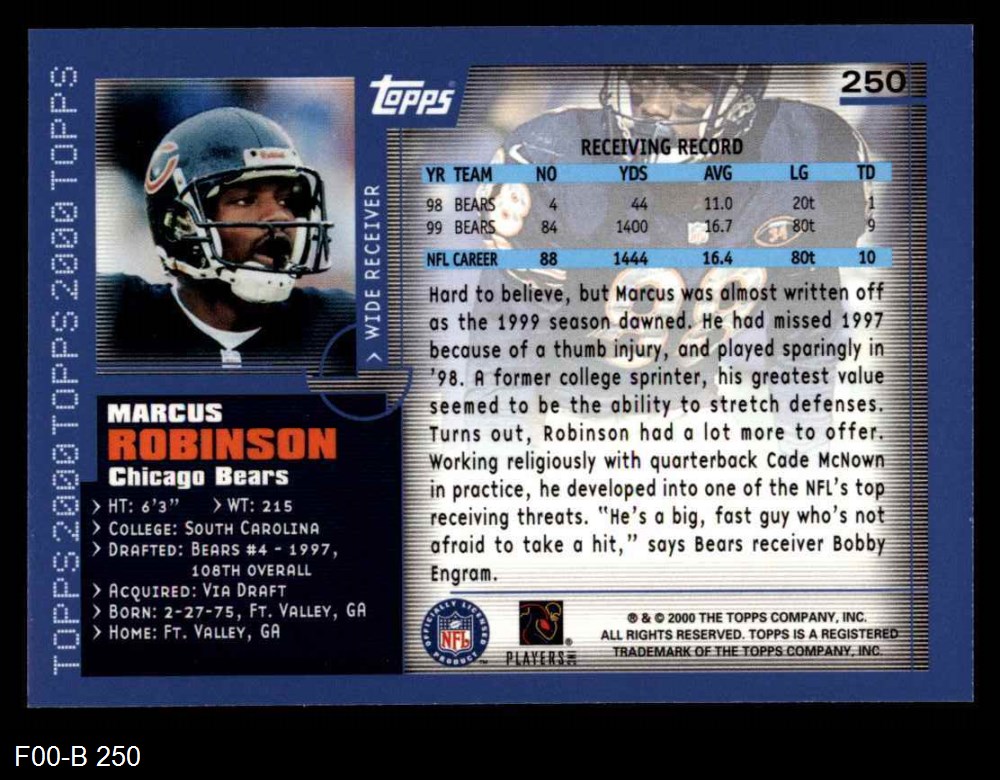 TOPPS 2000 TOPPS 2000 TOPPS 2000 TOPPS
Topps
250
WIDE RECEIVER
MARCUS
ROBINSON
Chicago Bears
> HT: 6'3" > WT: 215
> COLLEGE: SOUTH CAROLINA
> DRAFTED: BEARS #4 - 1997,
108TH OVERALL
> ACQUIRED: VIA DRAFT
> BORN: 2-27-75, FT. VALLEY, GA
> HOME: FT. VALLEY, GA
RECEIVING RECORD
YR TEAM NO YDS AVG LG TD
98 BEARS 4 44 11.0 20t 1
99 BEARS 84 1400 16.7 80t 9
NFL CAREER 88 1444 16.4 80t 10
Hard to believe, but Marcus was almost written off
as the 1999 season dawned. He had missed 1997
because of a thumb injury, and played sparingly in
'98. A former college sprinter, his greatest value
seemed to be the ability to stretch defenses.
Turns out, Robinson had a lot more to offer.
Working religiously with quarterback Cade McNown
in practice, he developed into one of the NFL's top
receiving threats. "He's a big, fast guy who's not
afraid to take a hit," says Bears receiver Bobby
Engram.
OFFICIALLY LICENSED
NFL
PRODUCT
PLAYERS INC
® & © 2000 THE TOPPS COMPANY, INC.
ALL RIGHTS RESERVED. TOPPS IS A REGISTERED
TRADEMARK OF THE TOPPS COMPANY, INC.
F00-B 250